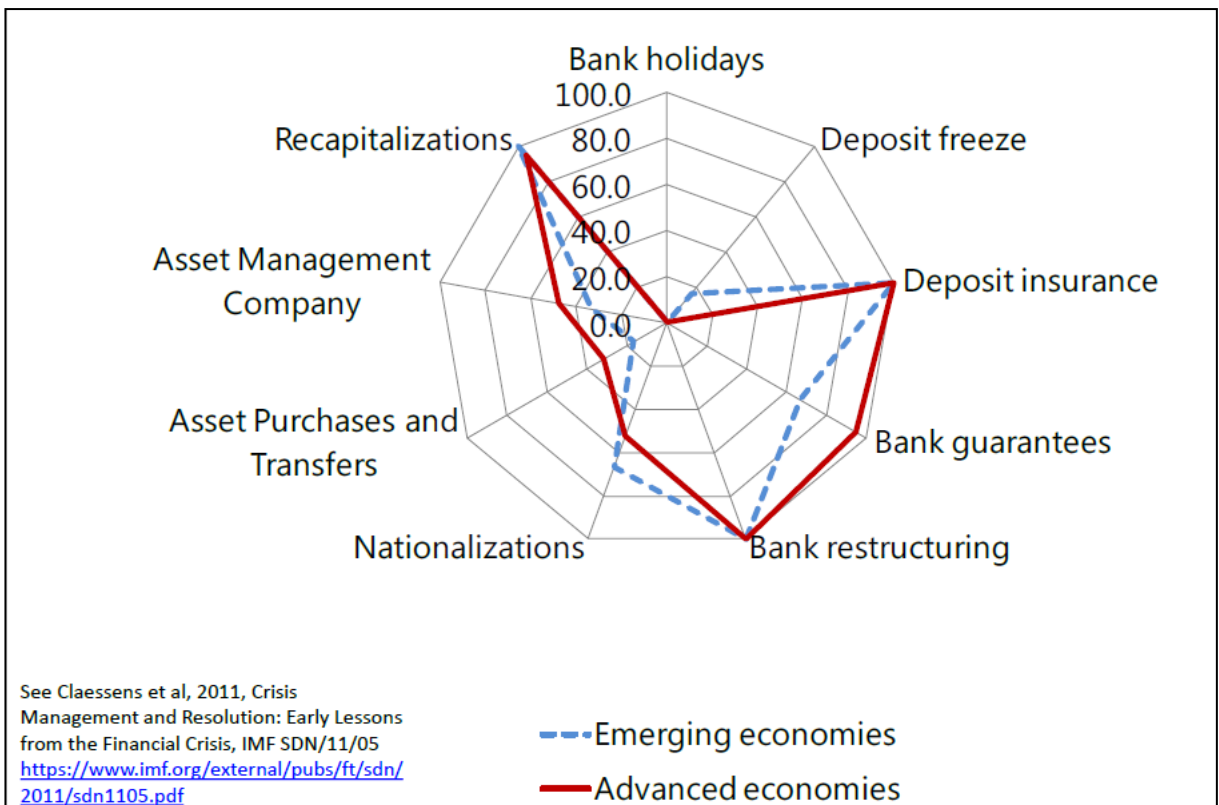 Bank holidays
100.0
80.0
60.0
40.0
20.0
0.0
Deposit freeze
Deposit insurance
Bank guarantees
Bank restructuring
Nationalizations
Asset Purchases and
Transfers
Asset Management
Company
Recapitalizations
See Claessens et al, 2011, Crisis
Management and Resolution: Early Lessons
from the Financial Crisis, IMF SDN/11/05
https://www.imf.org/external/pubs/ft/sdn/
2011/sdn1105.pdf
Emerging economies
Advanced economies